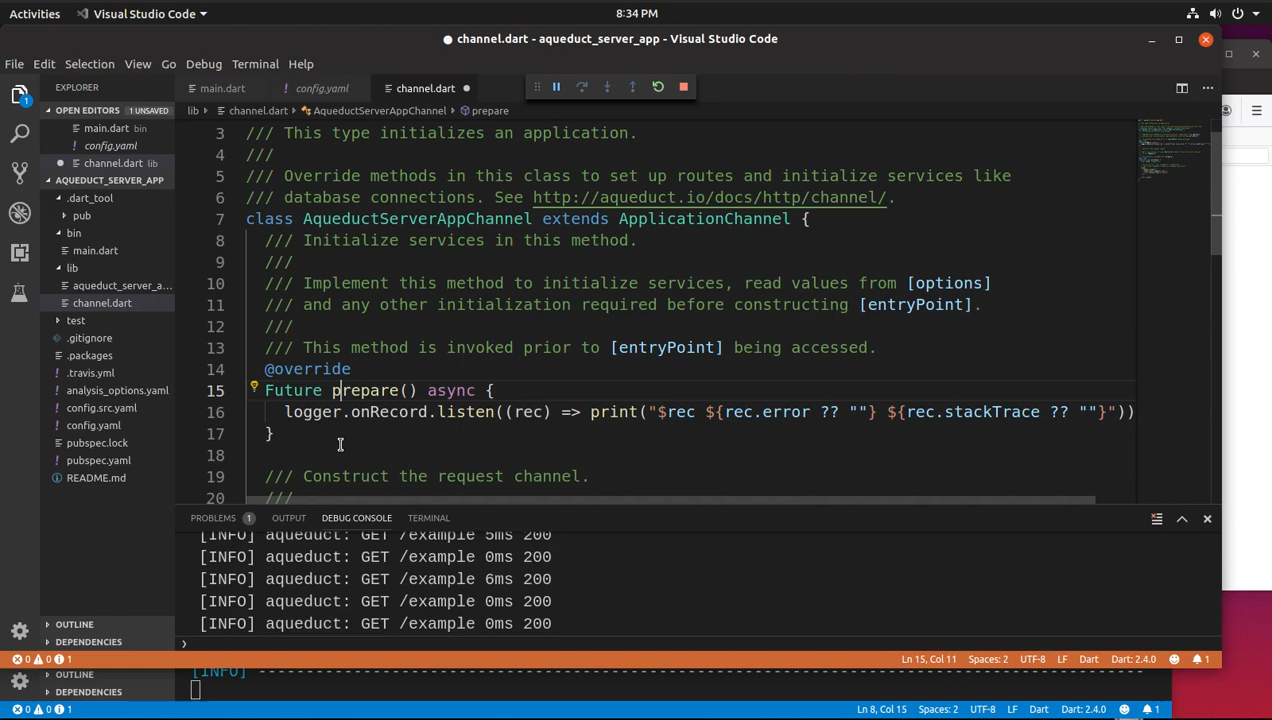 Activities
Visual Studio Code
8:34 PM
● channel.dart - aqueduct_server_app - Visual Studio Code
File Edit Selection View Go Debug Terminal Help
EXPLORER
OPEN EDITORS 1 UNSAVED
main.dart bin
config.yaml
channel.dart lib
AQUEDUCT_SERVER_APP
.dart_tool
pub
bin
main.dart
lib
aqueduct_server_a...
channel.dart
test
.gitignore
.packages
.travis.yml
analysis_options.yaml
config.src.yaml
config.yaml
pubspec.lock
pubspec.yaml
README.md
OUTLINE
DEPENDENCIES
1
main.dart
config.yaml
channel.dart
lib channel.dart AqueductServerAppChannel prepare
3 /// This type initializes an application.
4 ///
5 /// Override methods in this class to set up routes and initialize services like
6 /// database connections. See http://aqueduct.io/docs/http/channel/.
7 class AqueductServerAppChannel extends ApplicationChannel {
8 /// Initialize services in this method.
9 ///
10 /// Implement this method to initialize services, read values from [options]
11 /// and any other initialization required before constructing [entryPoint].
12 ///
13 /// This method is invoked prior to [entryPoint] being accessed.
14 @override
15 Future prepare() async {
16 logger.onRecord.listen((rec) => print("$rec ${rec.error ?? ""} ${rec.stackTrace ?? ""}"))
17 }
18
19 /// Construct the request channel.
20 ///
PROBLEMS 1 OUTPUT DEBUG CONSOLE TERMINAL
[INFO] aqueduct: GET /example 5ms 200
[INFO] aqueduct: GET /example 0ms 200
[INFO] aqueduct: GET /example 6ms 200
[INFO] aqueduct: GET /example 0ms 200
[INFO] aqueduct: GET /example 0ms 200
0 0 1 Ln 15, Col 11 Spaces: 2 UTF-8 LF Dart Dart: 2.4.0 1
OUTLINE
DEPENDENCIES
[INFO] ----------------------------------------------------------------
0 0 1 Ln 8, Col 15 Spaces: 2 UTF-8 LF Dart Dart: 2.4.0 1